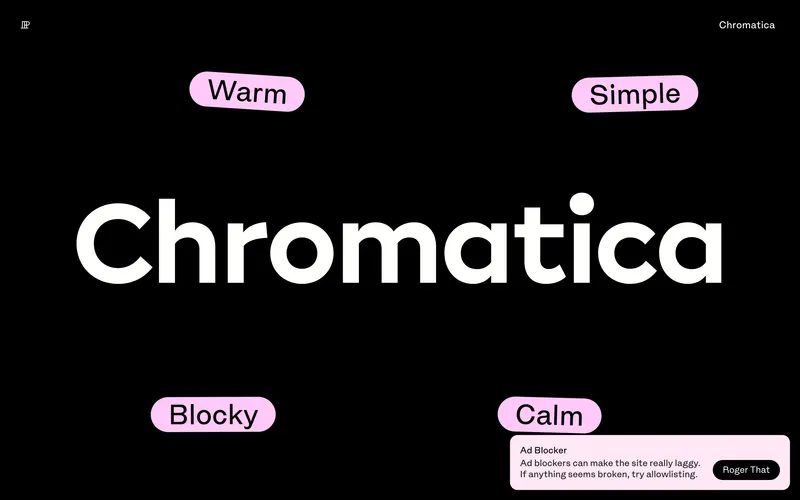 Chromatica
Warm
Simple
Chromatica
Blocky
Calm
Ad Blocker
Ad blockers can make the site really laggy.
If anything seems broken, try allowlisting.
Roger That